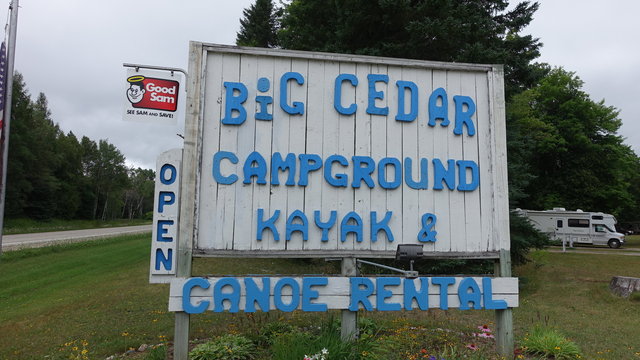 Good
Sam
SEE SAM AND SAVE!
OPEN
BiG CEDAR
CAMPGROUND
KAYAK &
CANOE RENTAL